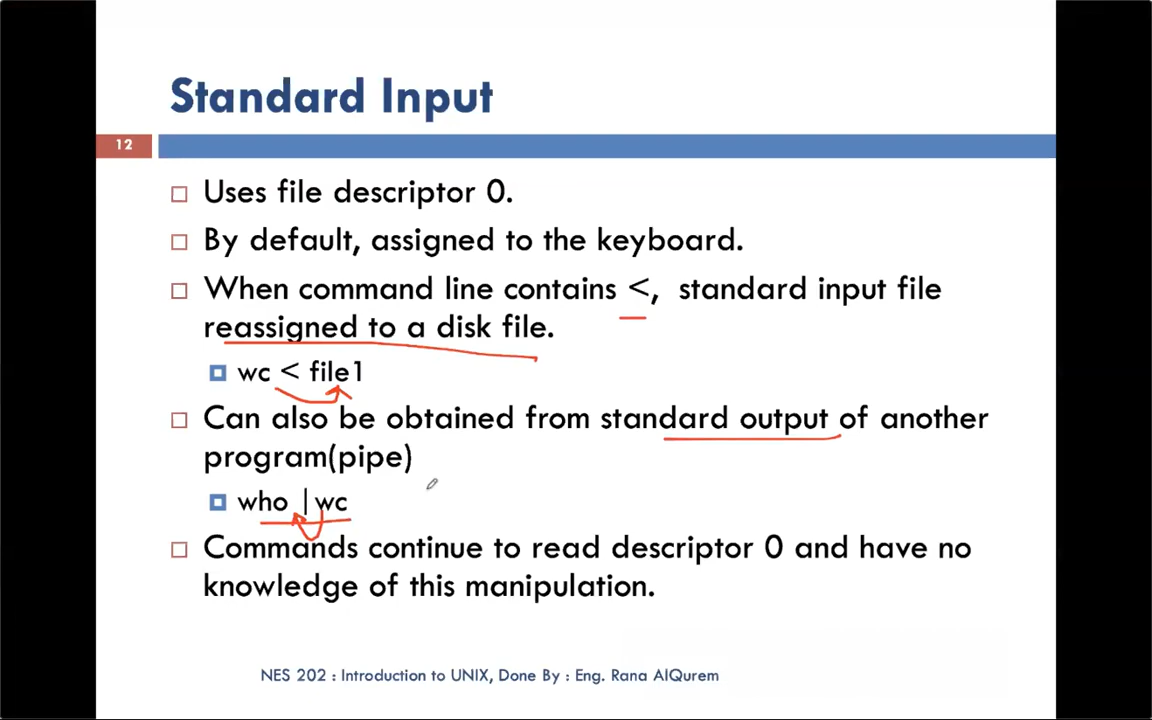 Standard Input
12
Uses file descriptor 0.
By default, assigned to the keyboard.
When command line contains <, standard input file
reassigned to a disk file.
wc < file1
Can also be obtained from standard output of another
program(pipe)
who |wc
Commands continue to read descriptor 0 and have no
knowledge of this manipulation.
NES 202 : Introduction to UNIX, Done By : Eng. Rana AlQurem